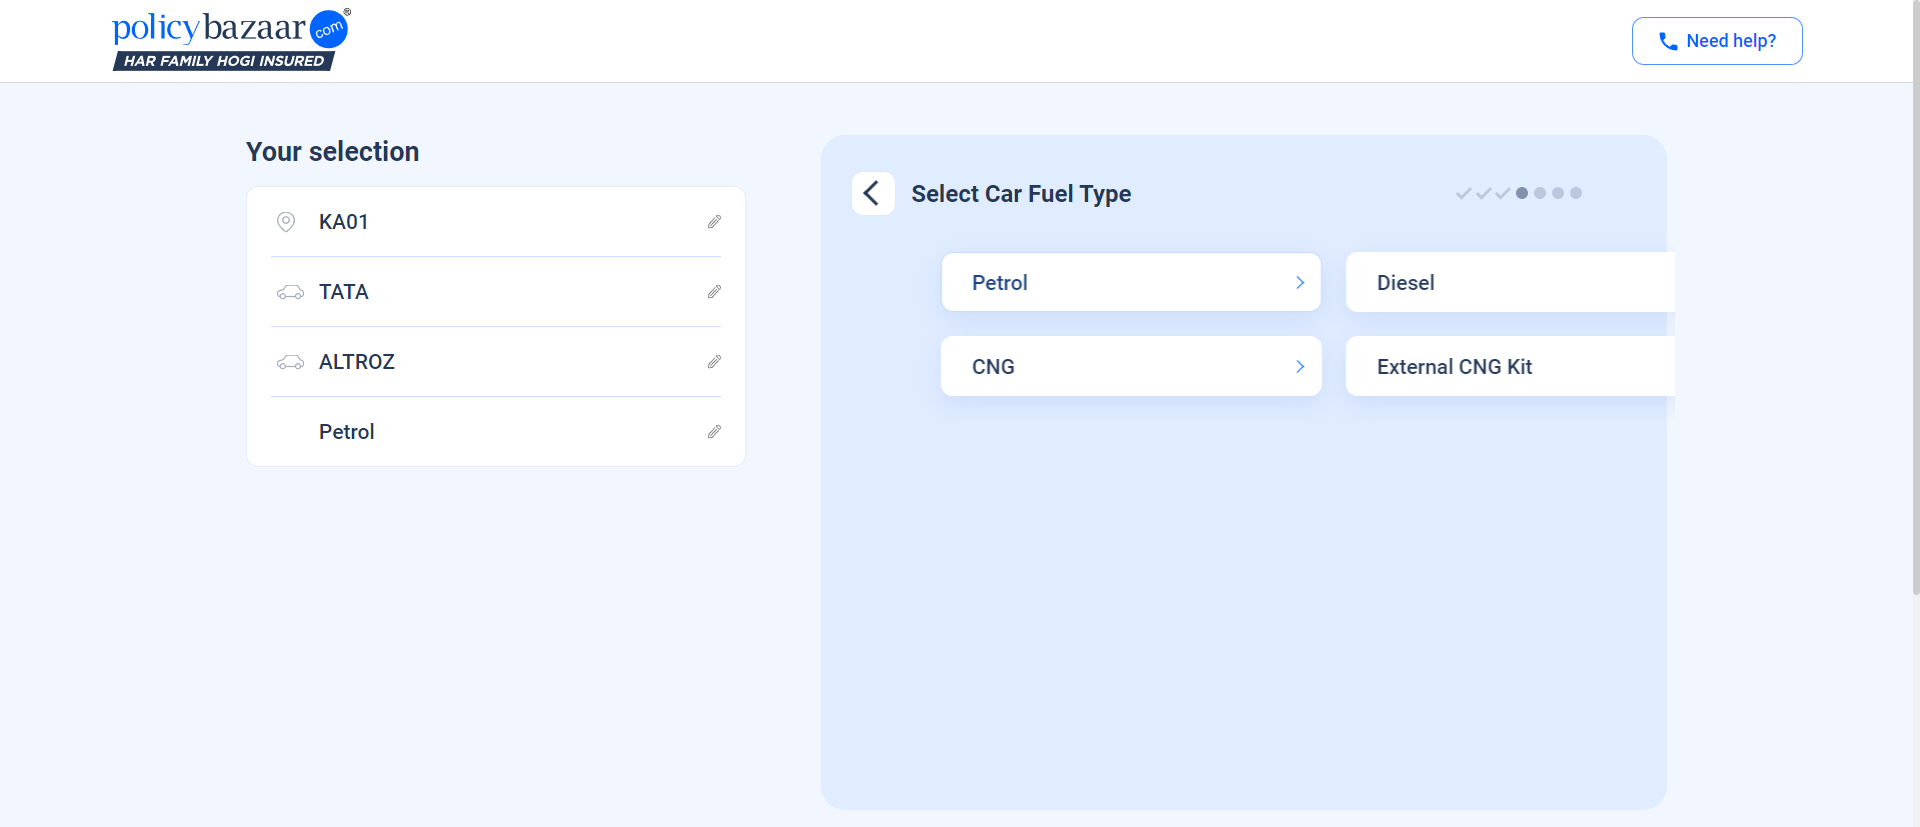 policybazaar.com®
HAR FAMILY HOGI INSURED
Need help?
Your selection
KA01
TATA
ALTROZ
Petrol
Select Car Fuel Type
Petrol
Diesel
CNG
External CNG Kit